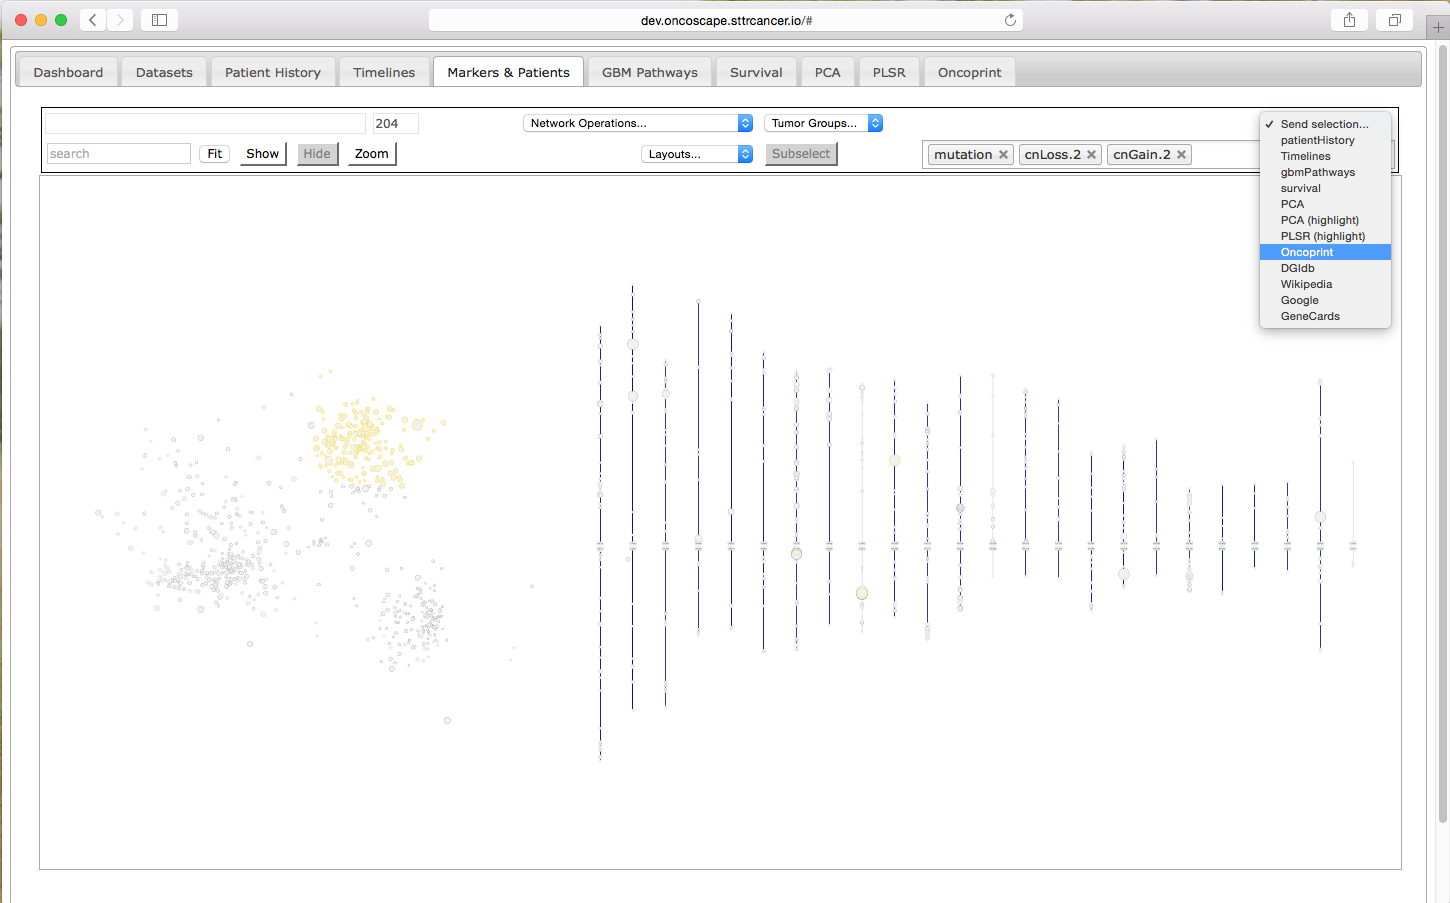 dev.oncoscape.sttrcancer.io/#
Dashboard
Datasets
Patient History
Timelines
Markers & Patients
GBM Pathways
Survival
PCA
PLSR
Oncoprint
204
Network Operations...
Tumor Groups...
search
Fit
Show
Hide
Zoom
Layouts...
Subselect
mutation
cnLoss.2
cnGain.2
Send selection...
patientHistory
Timelines
gbmPathways
survival
PCA
PCA (highlight)
PLSR (highlight)
Oncoprint
DGIdb
Wikipedia
Google
GeneCards